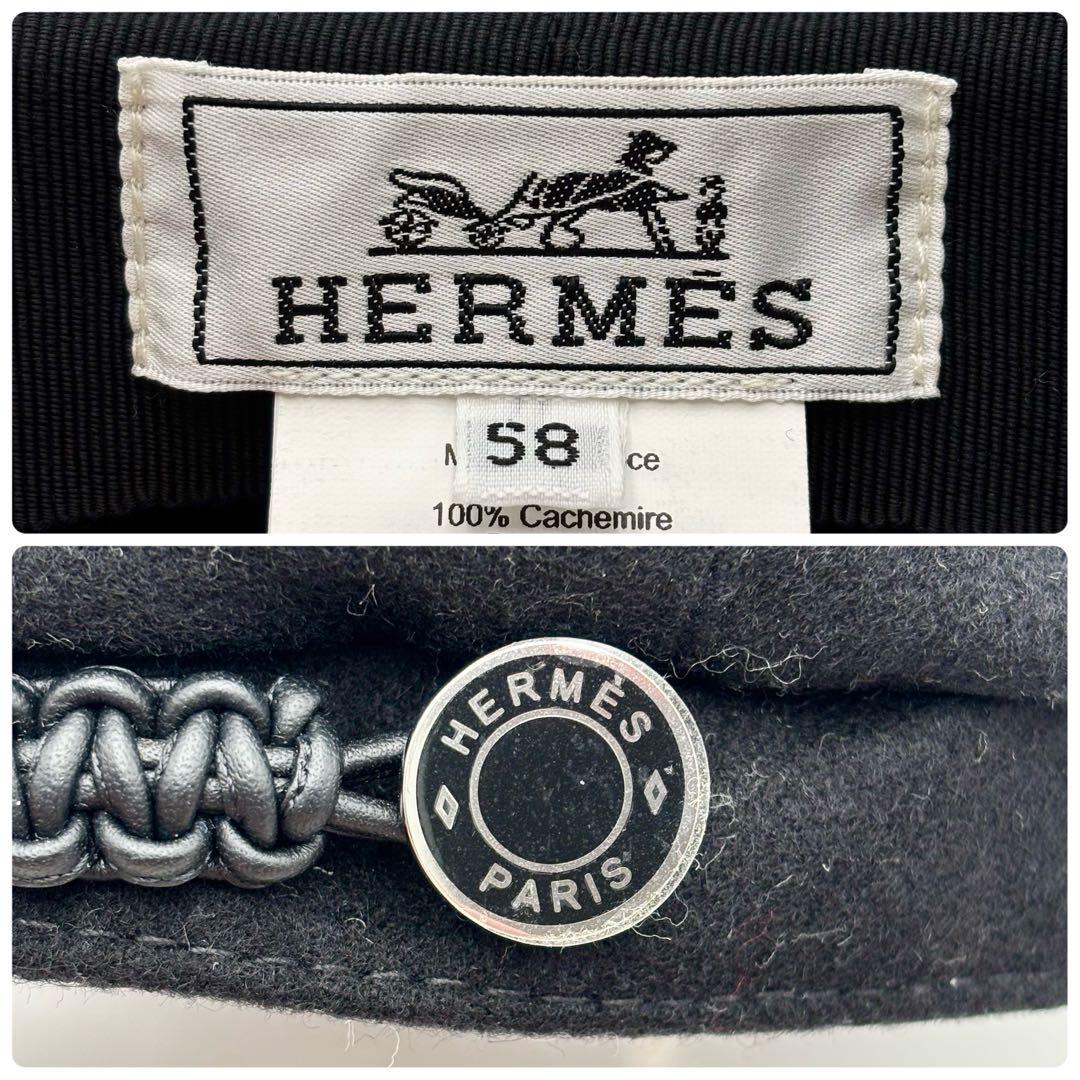 HERMÈS
58
M ce
100% Cachemire
HERMÈS
PARIS